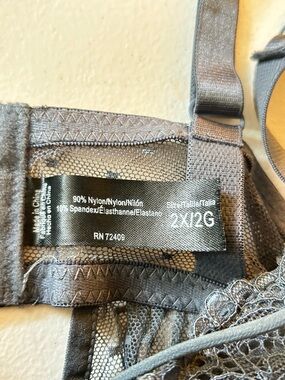 Made in China
Hecho en China
90% Nylon/Nylon/Nilón
10% Spandex/Élasthanne/Elastano
RN 72409
Size/Taille/Talla
2X/2G